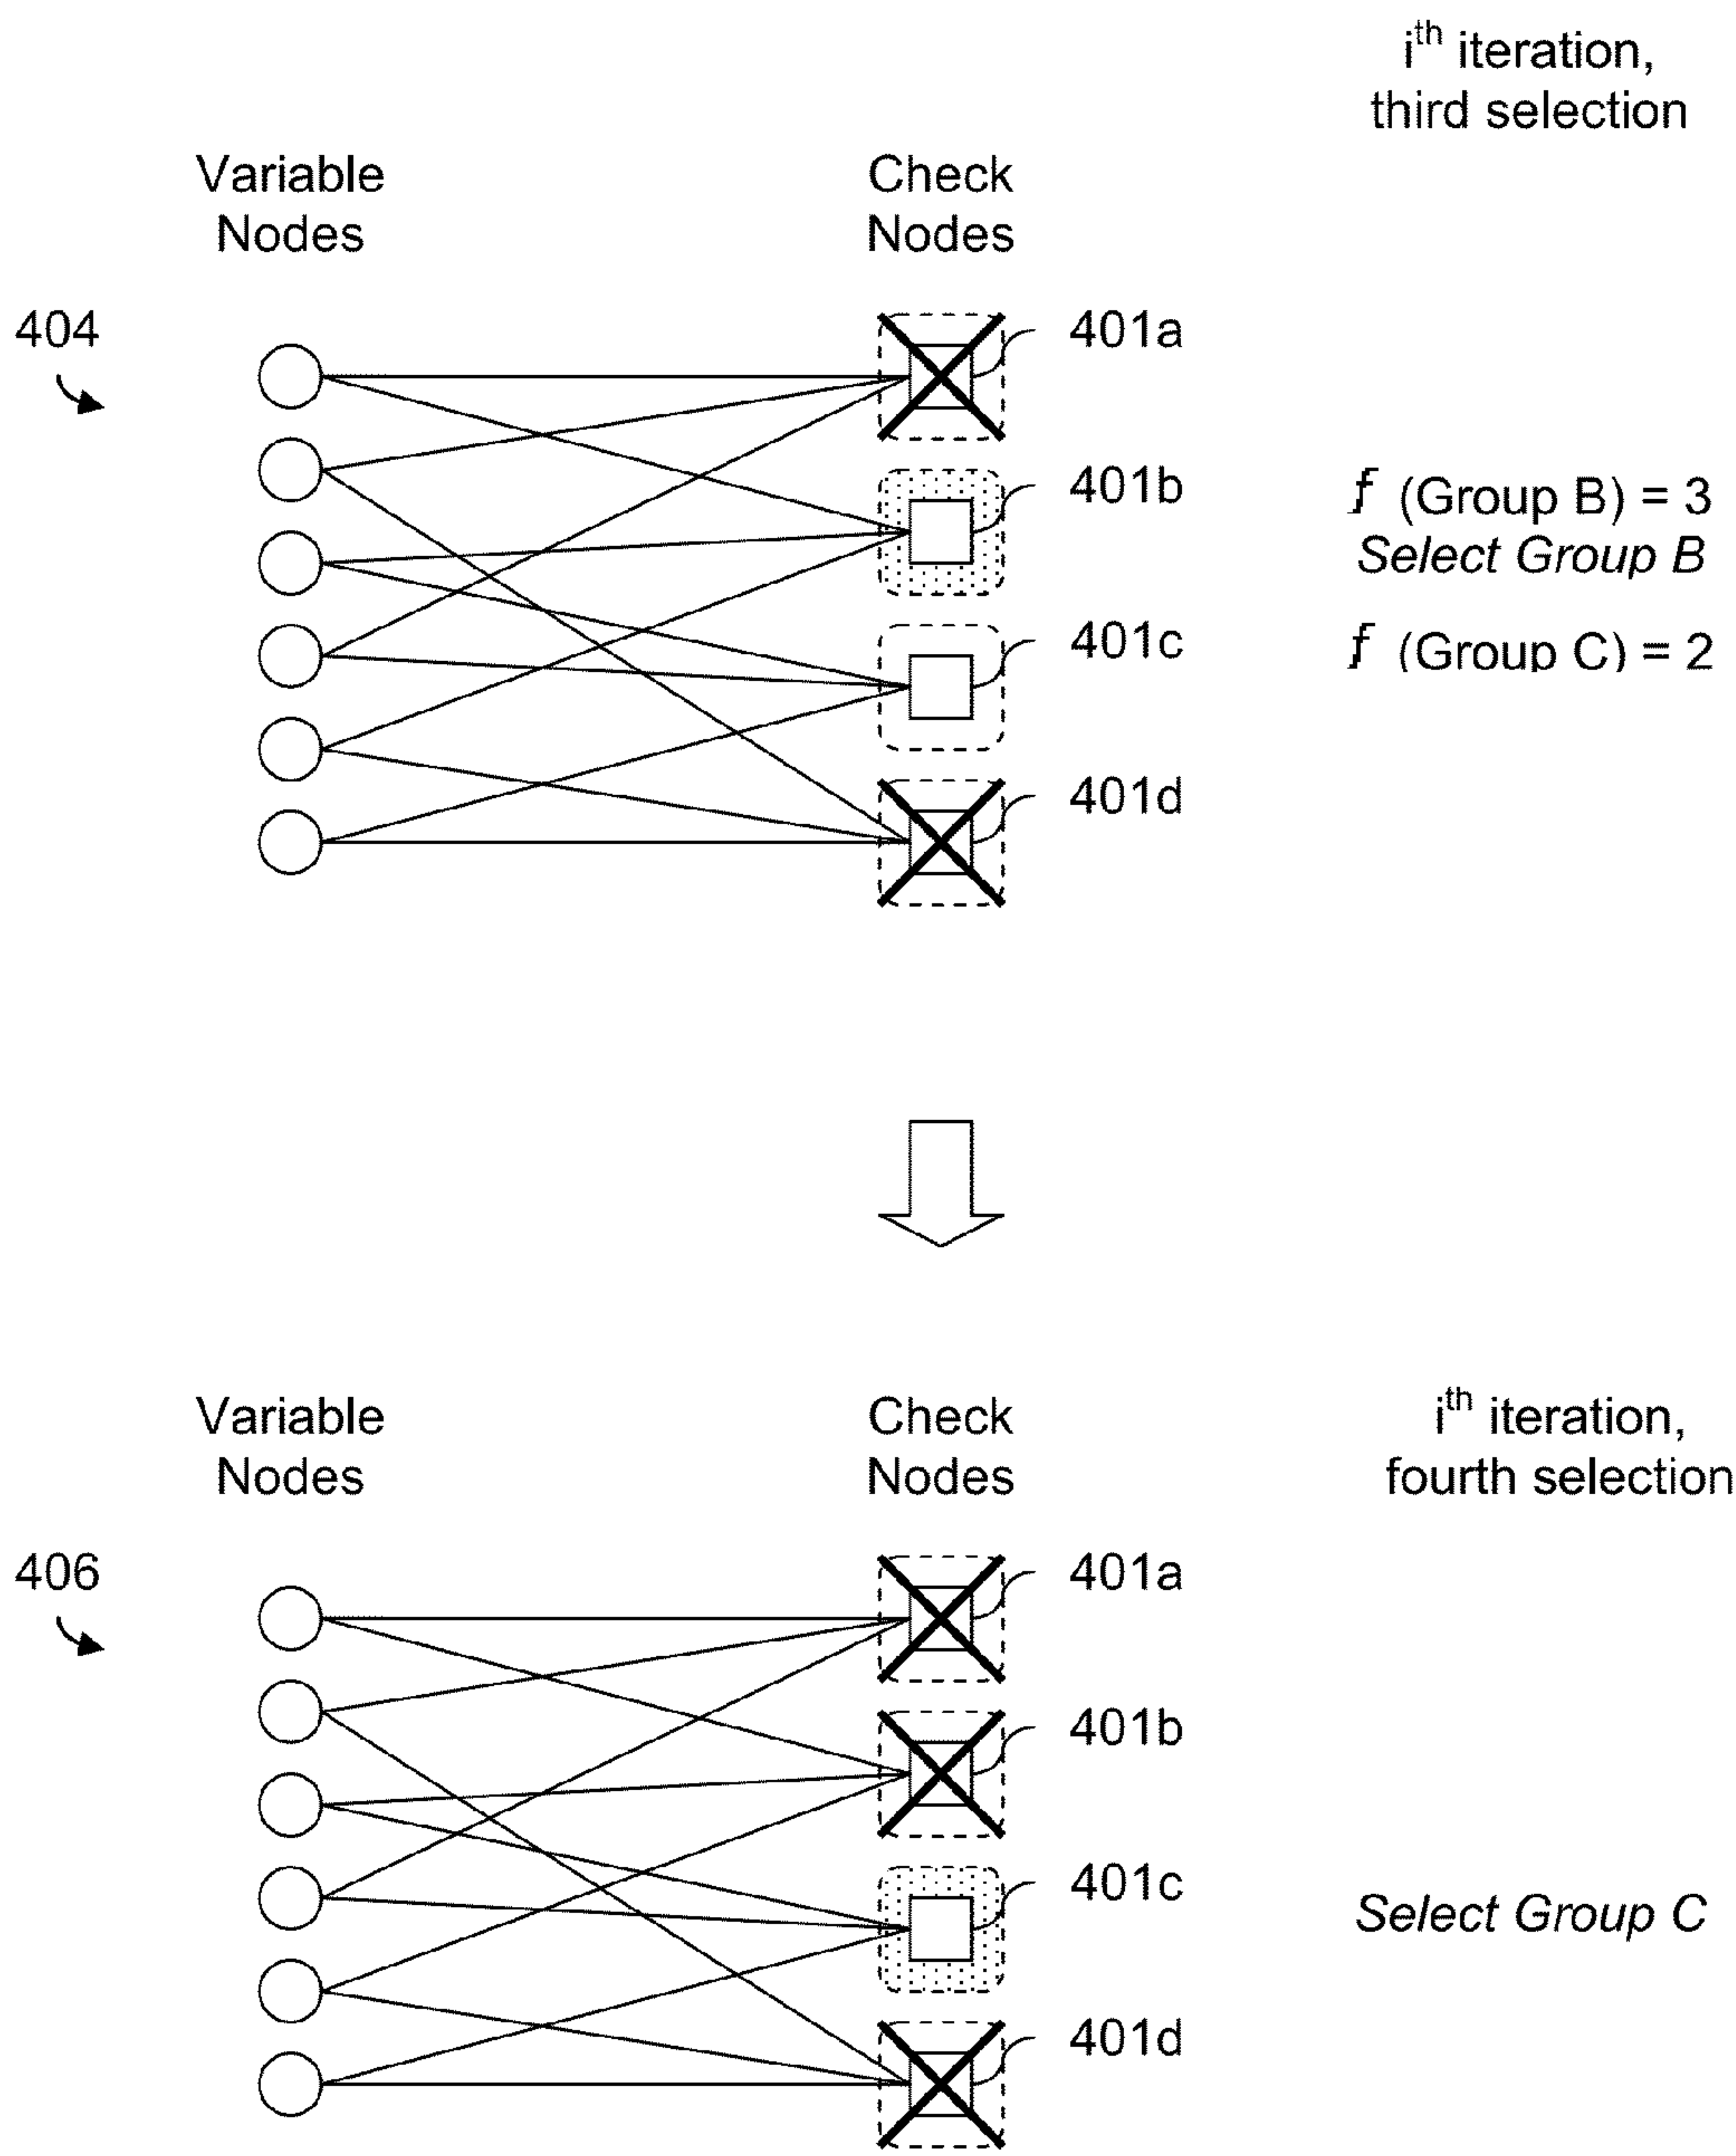 i^th iteration,
third selection
Variable
Nodes
Check
Nodes
404
401a
401b
ƒ (Group B) = 3
Select Group B
401c
ƒ (Group C) = 2
401d
Variable
Nodes
Check
Nodes
i^th iteration,
fourth selection
406
401a
401b
401c
Select Group C
401d